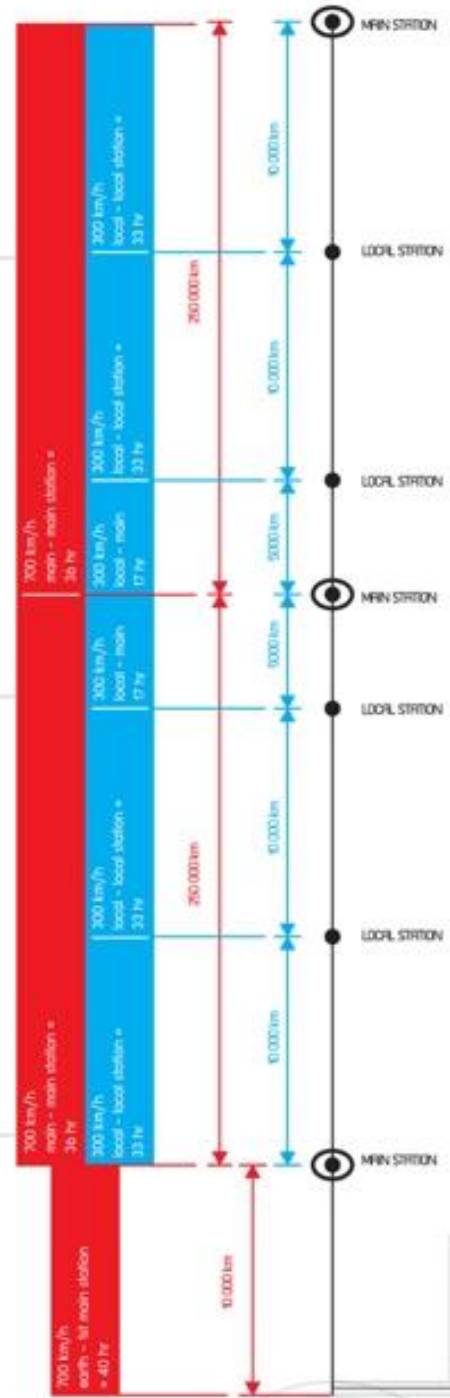 MAIN STATION
10 000 km
300 km/h
local - local station =
33 hr
LOCAL STATION
250 000 km
10 000 km
300 km/h
local - local station =
33 hr
LOCAL STATION
700 km/h
main - main station =
36 hr
300 km/h
local - main
17 hr
5000 km
MAIN STATION
5000 km
300 km/h
local - main
17 hr
LOCAL STATION
10 000 km
300 km/h
local - local station =
33 hr
250 000 km
LOCAL STATION
10 000 km
700 km/h
main - main station =
36 hr
300 km/h
local - local station =
33 hr
MAIN STATION
10 000 km
700 km/h
earth - 1st main station
= 40 hr